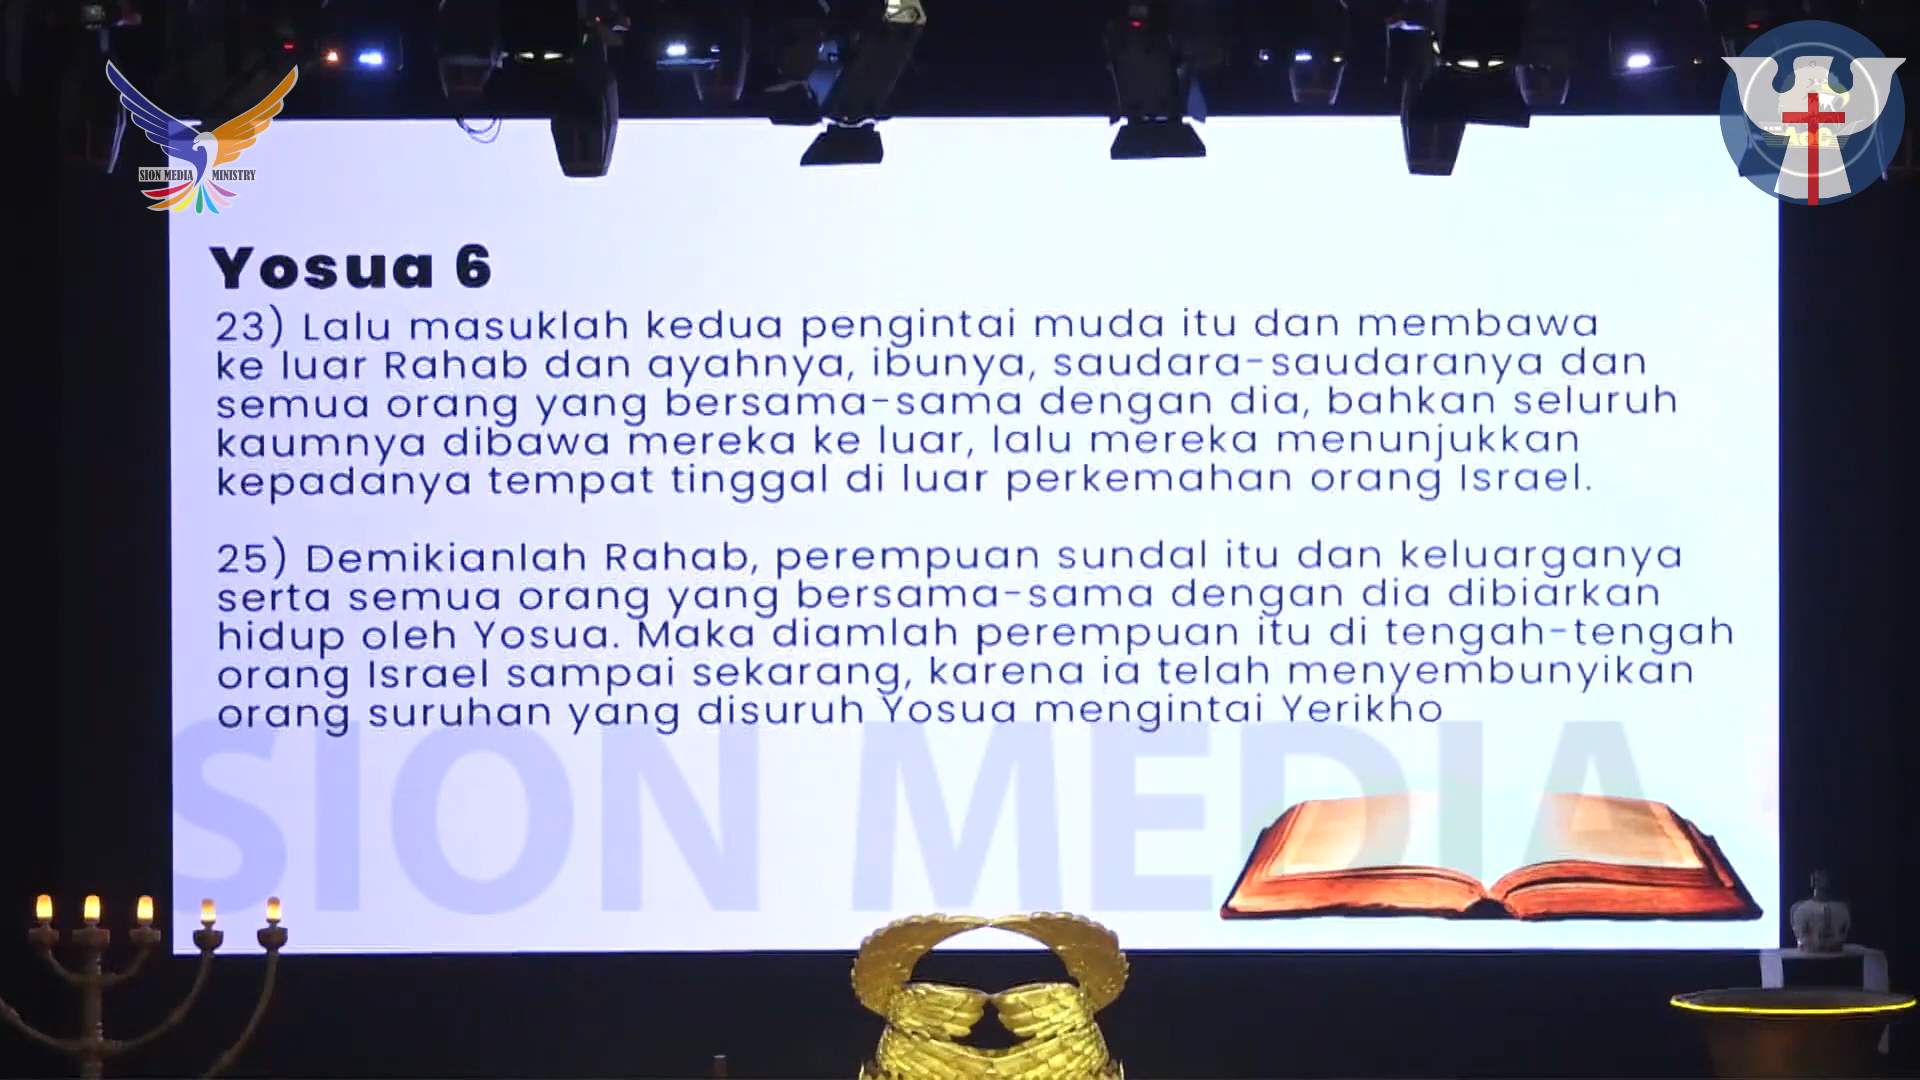 SION MEDIA MINISTRY
AoC
Yosua 6
23) Lalu masuklah kedua pengintai muda itu dan membawa
ke luar Rahab dan ayahnya, ibunya, saudara-saudaranya dan
semua orang yang bersama-sama dengan dia, bahkan seluruh
kaumnya dibawa mereka ke luar, lalu mereka menunjukkan
kepadanya tempat tinggal di luar perkemahan orang Israel.
25) Demikianlah Rahab, perempuan sundal itu dan keluarganya
serta semua orang yang bersama-sama dengan dia dibiarkan
hidup oleh Yosua. Maka diamlah perempuan itu di tengah-tengah
orang Israel sampai sekarang, karena ia telah menyembunyikan
orang suruhan yang disuruh Yosua mengintai Yerikho
SION MEDIA